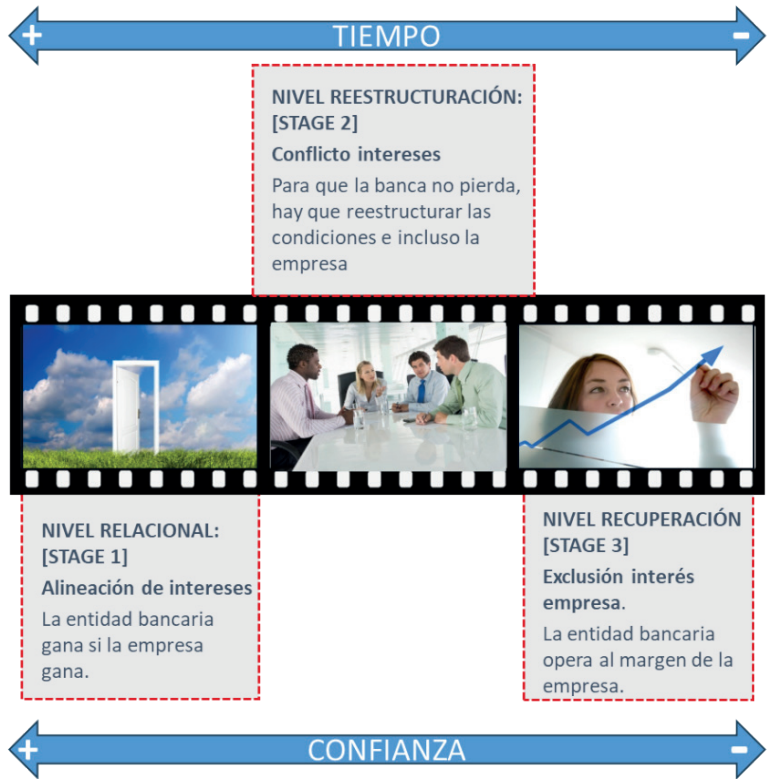 + TIEMPO -
NIVEL REESTRUCTURACIÓN:
[STAGE 2]
Conflicto intereses
Para que la banca no pierda,
hay que reestructurar las
condiciones e incluso la
empresa
NIVEL RELACIONAL:
[STAGE 1]
Alineación de intereses
La entidad bancaria
gana si la empresa
gana.
NIVEL RECUPERACIÓN
[STAGE 3]
Exclusión interés
empresa.
La entidad bancaria
opera al margen de la
empresa.
+ CONFIANZA -